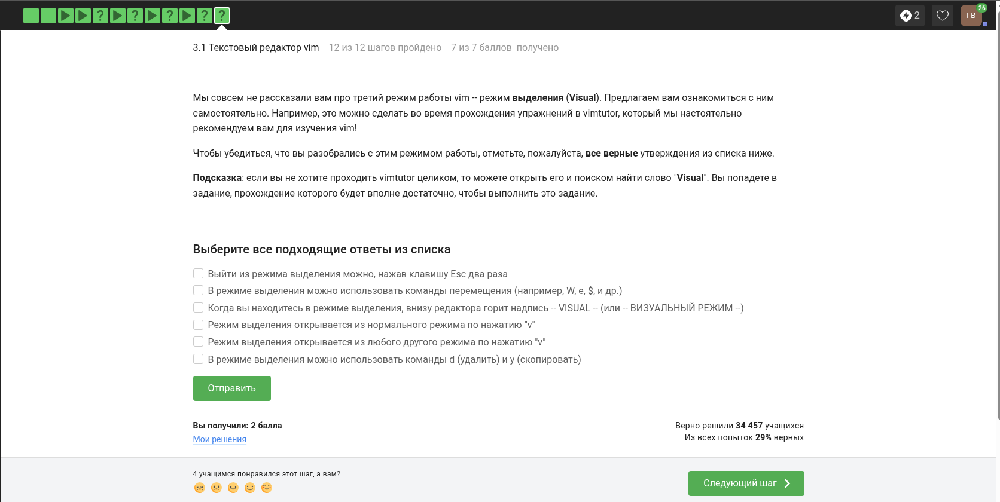 ? ? ? ? ?
2
ГВ
26
3.1 Текстовый редактор vim 12 из 12 шагов пройдено 7 из 7 баллов получено
Мы совсем не рассказали вам про третий режим работы vim -- режим выделения (Visual). Предлагаем вам ознакомиться с ним
самостоятельно. Например, это можно сделать во время прохождения упражнений в vimtutor, который мы настоятельно
рекомендуем вам для изучения vim!
Чтобы убедиться, что вы разобрались с этим режимом работы, отметьте, пожалуйста, все верные утверждения из списка ниже.
Подсказка: если вы не хотите проходить vimtutor целиком, то можете открыть его и поиском найти слово "Visual". Вы попадете в
задание, прохождение которого будет вполне достаточно, чтобы выполнить это задание.
Выберите все подходящие ответы из списка
Выйти из режима выделения можно, нажав клавишу Esc два раза
В режиме выделения можно использовать команды перемещения (например, W, e, $, и др.)
Когда вы находитесь в режиме выделения, внизу редактора горит надпись -- VISUAL -- (или -- ВИЗУАЛЬНЫЙ РЕЖИМ --)
Режим выделения открывается из нормального режима по нажатию "v"
Режим выделения открывается из любого другого режима по нажатию "v"
В режиме выделения можно использовать команды d (удалить) и y (скопировать)
Отправить
Вы получили: 2 балла
Мои решения
Верно решили 34 457 учащихся
Из всех попыток 29% верных
4 учащимся понравился этот шаг, а вам?
Следующий шаг